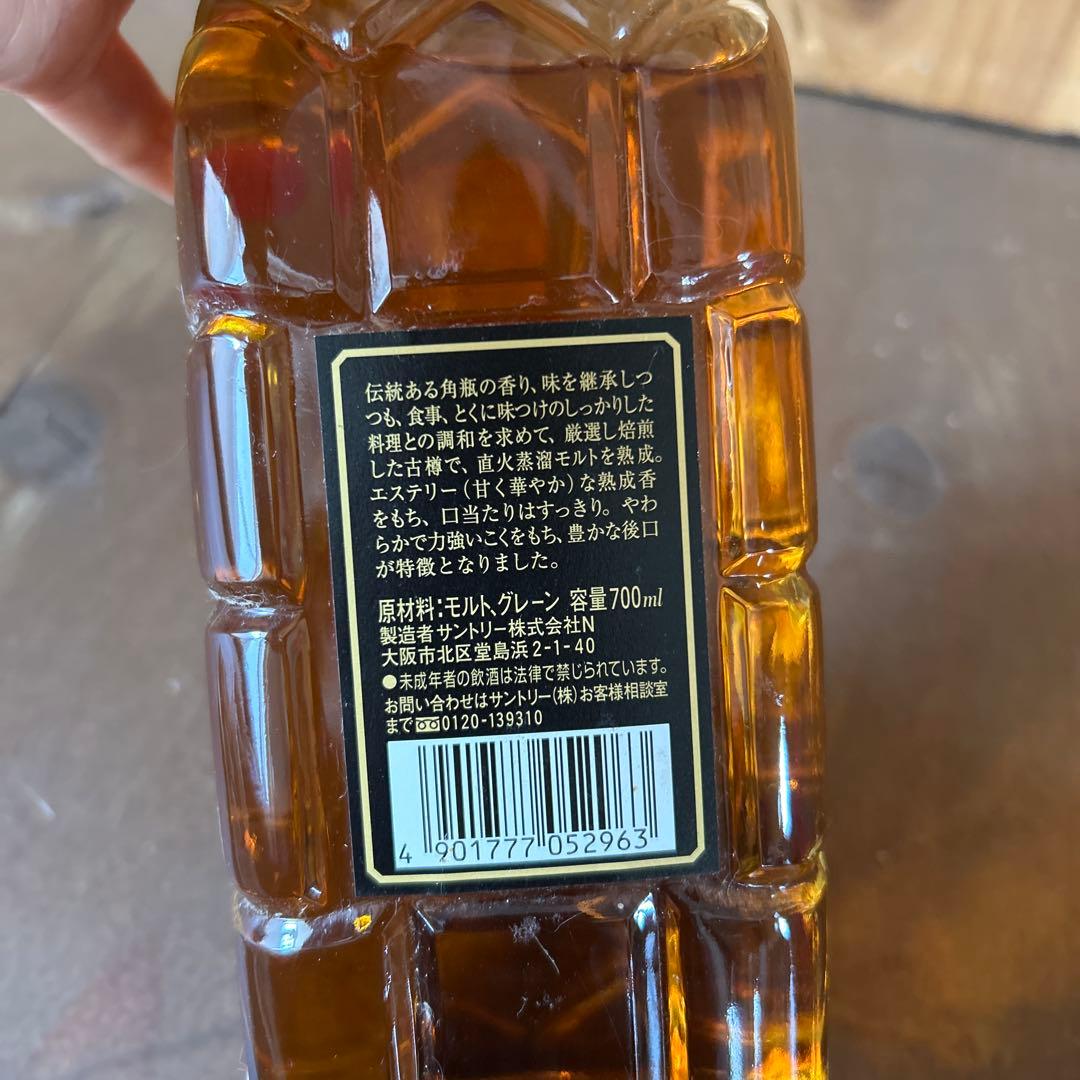 伝統ある角瓶の香り、味を継承しつ
つも、食事、とくに味つけのしっかりした
料理との調和を求めて、厳選し焙煎
した古樽で、直火蒸溜モルトを熟成。
エステリー(甘く華やか)な熟成香
をもち、口当たりはすっきり。やわ
らかで力強いこくをもち、豊かな後口
が特徴となりました。
原材料:モルト、グレーン 容量700ml
製造者サントリー株式会社N
大阪市北区堂島浜2-1-40
●未成年者の飲酒は法律で禁じられています。
お問い合わせはサントリー(株)お客様相談室
まで0120-139310
4 901777 052963